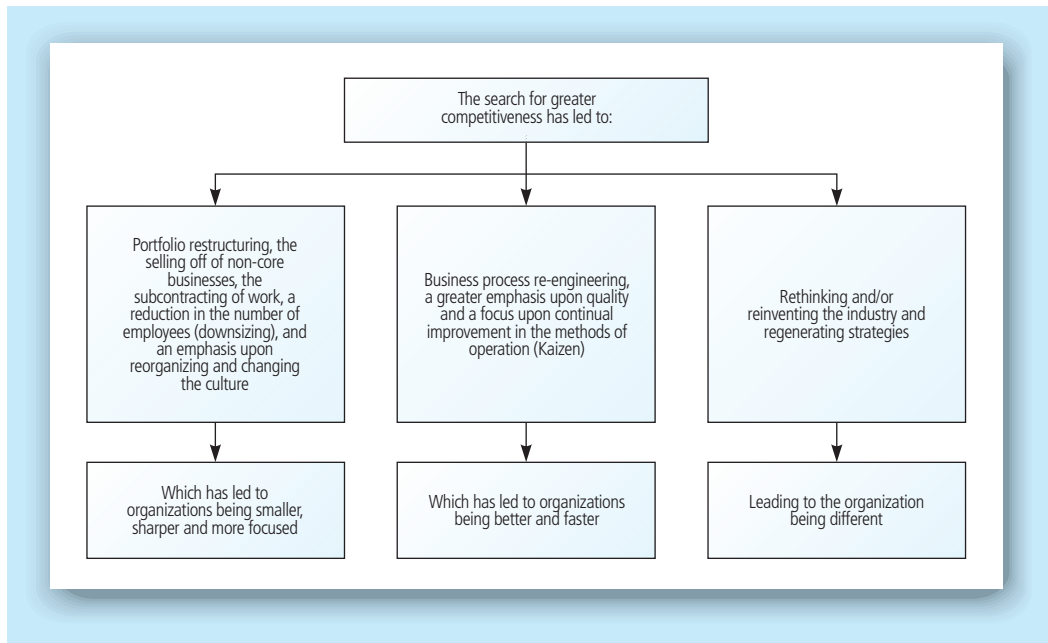 The search for greater
competitiveness has led to:
Portfolio restructuring, the
selling off of non-core
businesses, the
subcontracting of work, a
reduction in the number of
employees (downsizing), and
an emphasis upon
reorganizing and changing
the culture
Business process re-engineering,
a greater emphasis upon quality
and a focus upon continual
improvement in the methods of
operation (Kaizen)
Rethinking and/or
reinventing the industry and
regenerating strategies
Which has led to
organizations being smaller,
sharper and more focused
Which has led to organizations
being better and faster
Leading to the organization
being different